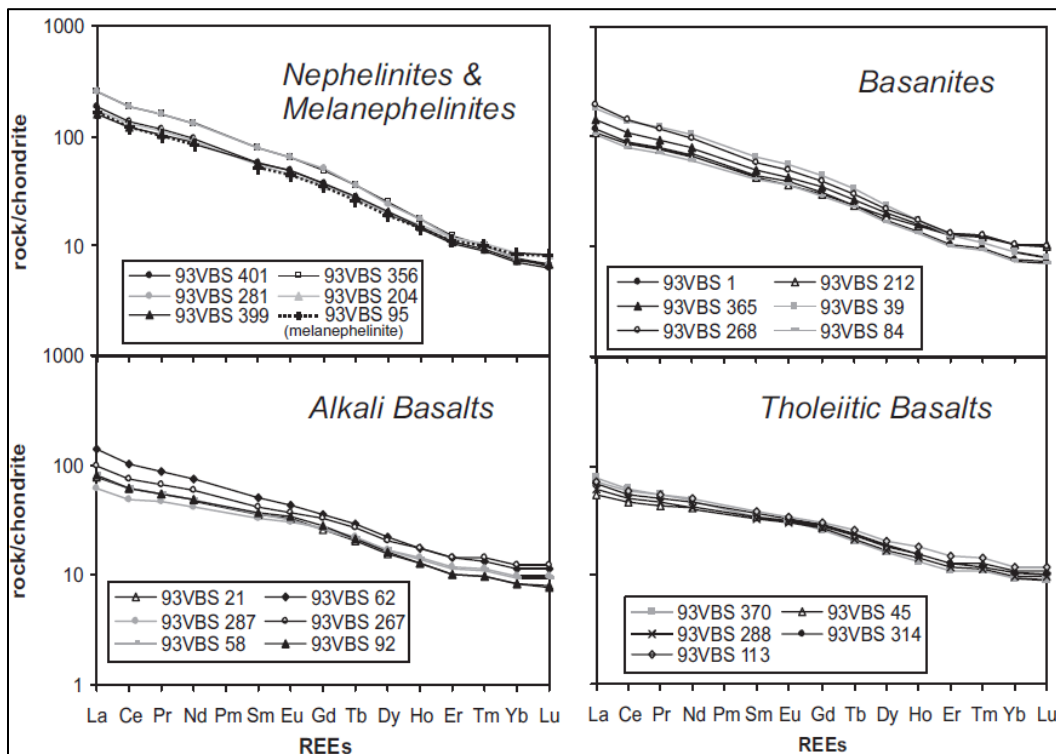 1000
100
10
1000
100
10
1
rock/chondrite
rock/chondrite
Nephelinites &
Melanephelinites
93VBS 401 93VBS 356
93VBS 281 93VBS 204
93VBS 399 93VBS 95
(melanephelinite)
Basanites
93VBS 1 93VBS 212
93VBS 365 93VBS 39
93VBS 268 93VBS 84
Alkali Basalts
93VBS 21 93VBS 62
93VBS 287 93VBS 267
93VBS 58 93VBS 92
Tholeiitic Basalts
93VBS 370 93VBS 45
93VBS 288 93VBS 314
93VBS 113
La Ce Pr Nd Pm Sm Eu Gd Tb Dy Ho Er Tm Yb Lu
REEs
La Ce Pr Nd Pm Sm Eu Gd Tb Dy Ho Er Tm Yb Lu
REEs